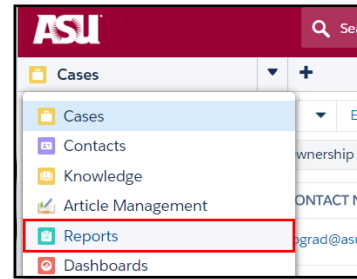 ASU
Sea
Cases
Cases
Contacts
Knowledge
Article Management
Reports
Dashboards
wnership
ONTACT N
ograd@asu